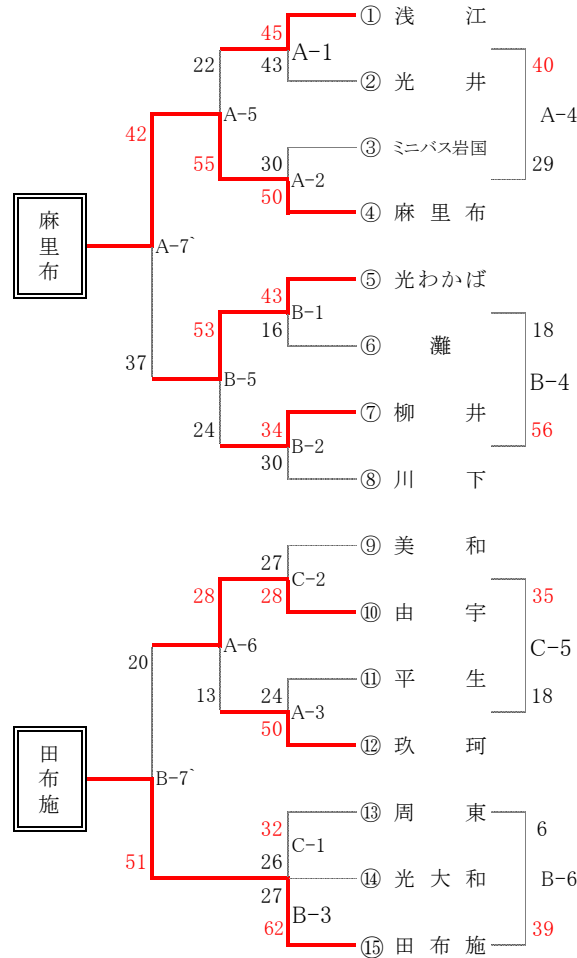 ① 浅江
45
A-1
40
22
43
② 光井
A-4
A-5
42
55
30
③ ミニバス岩国
29
A-2
50
④ 麻里布
麻里布
A-7`
⑤ 光わかば
43
B-1
53
16
⑥ 灘
18
37
B-5
B-4
24
34
⑦ 柳井
56
B-2
30
⑧ 川下
⑨ 美和
27
C-2
28
28
⑩ 由宇
35
A-6
C-5
20
13
24
⑪ 平生
18
A-3
50
⑫ 玖珂
田布施
B-7`
32
⑬ 周東
6
C-1
51
26
⑭ 光大和
B-6
27
B-3
62
39
⑮ 田布施